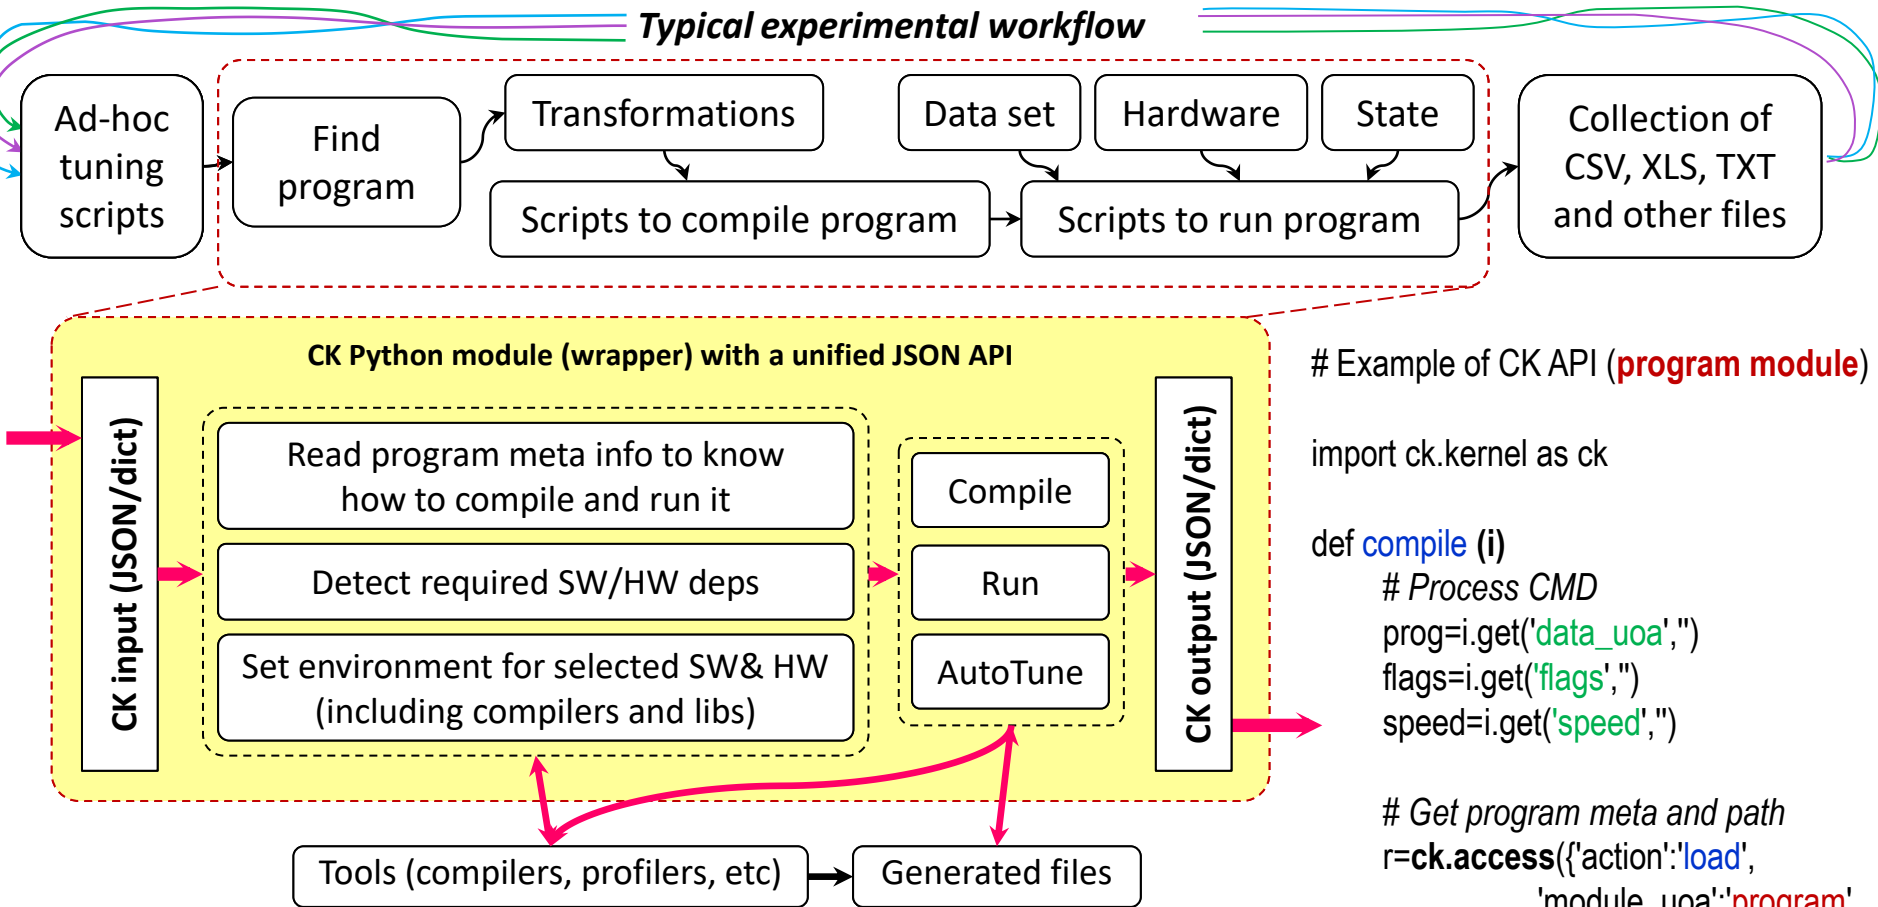 Typical experimental workflow
Ad-hoc
tuning
scripts
Find
program
Transformations
Data set
Hardware
State
Scripts to compile program
Scripts to run program
Collection of
CSV, XLS, TXT
and other files
CK Python module (wrapper) with a unified JSON API
CK input (JSON/dict)
Read program meta info to know
how to compile and run it
Detect required SW/HW deps
Set environment for selected SW& HW
(including compilers and libs)
Compile
Run
AutoTune
CK output (JSON/dict)
Tools (compilers, profilers, etc)
Generated files
# Example of CK API (program module)
import ck.kernel as ck
def compile (i)
# Process CMD
prog=i.get('data_uoa','')
flags=i.get('flags','')
speed=i.get('speed','')
# Get program meta and path
r=ck.access({'action':'load',
'module_uoa':'program'